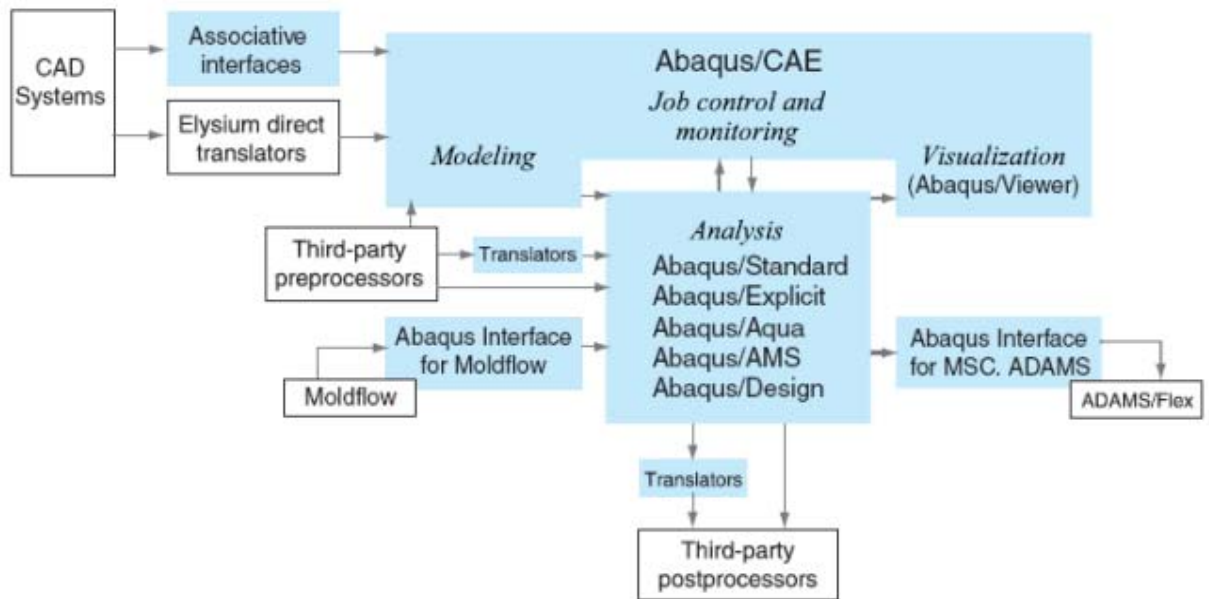 CAD
Systems
Associative
interfaces
Elysium direct
translators
Abaqus/CAE
Job control and
monitoring
Modeling
Visualization
(Abaqus/Viewer)
Third-party
preprocessors
Translators
Analysis
Abaqus/Standard
Abaqus/Explicit
Abaqus/Aqua
Abaqus/AMS
Abaqus/Design
Abaqus Interface
for Moldflow
Moldflow
Abaqus Interface
for MSC. ADAMS
ADAMS/Flex
Translators
Third-party
postprocessors